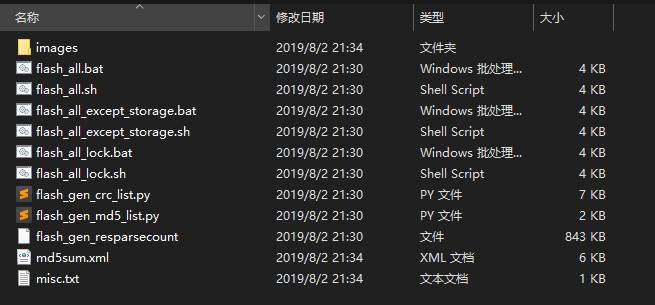 名称 修改日期 类型 大小
images 2019/8/2 21:34 文件夹
flash_all.bat 2019/8/2 21:30 Windows 批处理... 4 KB
flash_all.sh 2019/8/2 21:30 Shell Script 4 KB
flash_all_except_storage.bat 2019/8/2 21:30 Windows 批处理... 4 KB
flash_all_except_storage.sh 2019/8/2 21:30 Shell Script 4 KB
flash_all_lock.bat 2019/8/2 21:30 Windows 批处理... 4 KB
flash_all_lock.sh 2019/8/2 21:30 Shell Script 4 KB
flash_gen_crc_list.py 2019/8/2 21:30 PY 文件 7 KB
flash_gen_md5_list.py 2019/8/2 21:30 PY 文件 2 KB
flash_gen_resparsecount 2019/8/2 21:30 文件 843 KB
md5sum.xml 2019/8/2 21:34 XML 文档 6 KB
misc.txt 2019/8/2 21:34 文本文档 1 KB